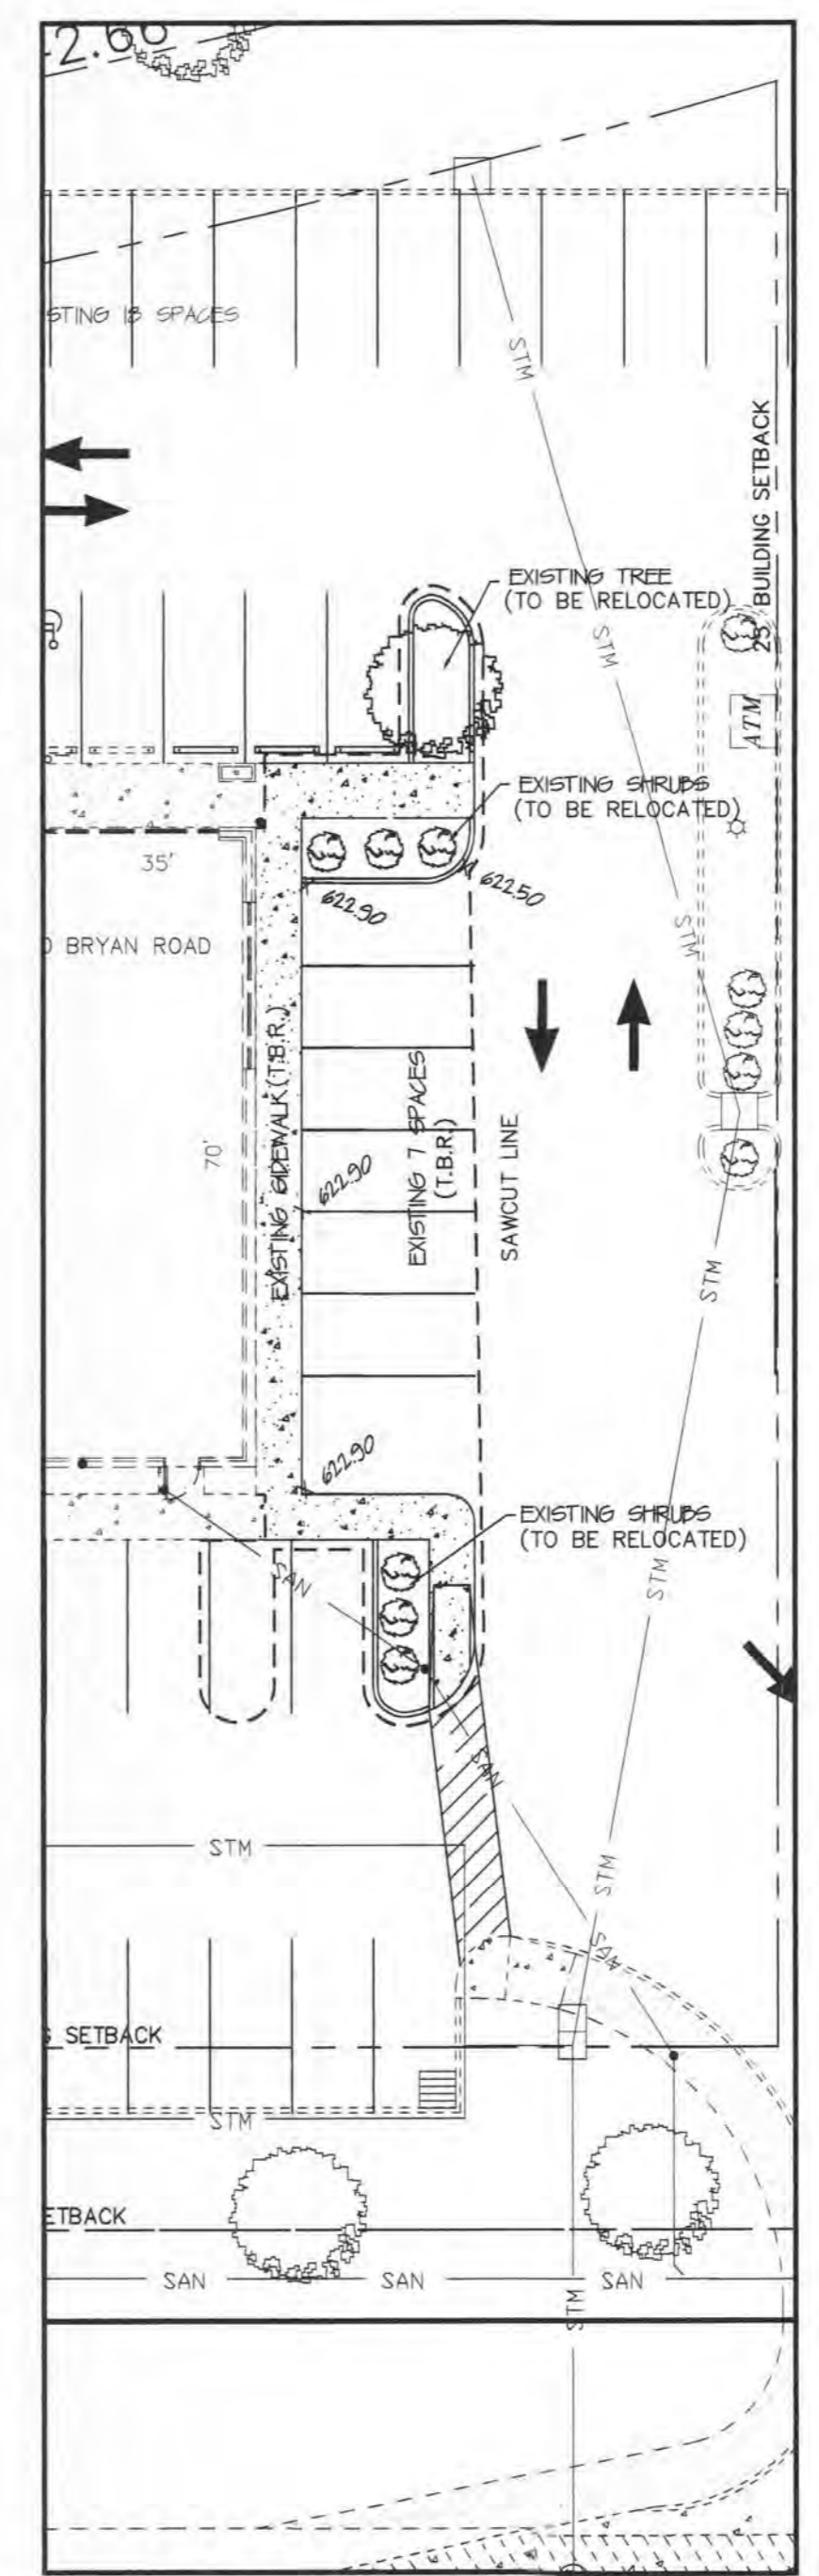 -2.66
STING 18 SPACES
STM
25' BUILDING SETBACK
EXISTING TREE
(TO BE RELOCATED)
STM
ATM
EXISTING SHRUBS
(TO BE RELOCATED)
35'
622.90
622.50
STM
BRYAN ROAD
EXISTING SIDEWALK (T.B.R.)
EXISTING 7 SPACES
(T.B.R.)
SAWCUT LINE
70'
622.90
STM
622.90
EXISTING SHRUBS
(TO BE RELOCATED)
SAN
STM
SAN
STM
STM
SAN
SETBACK
STM
ETBACK
SAN
SAN
SAN
STM